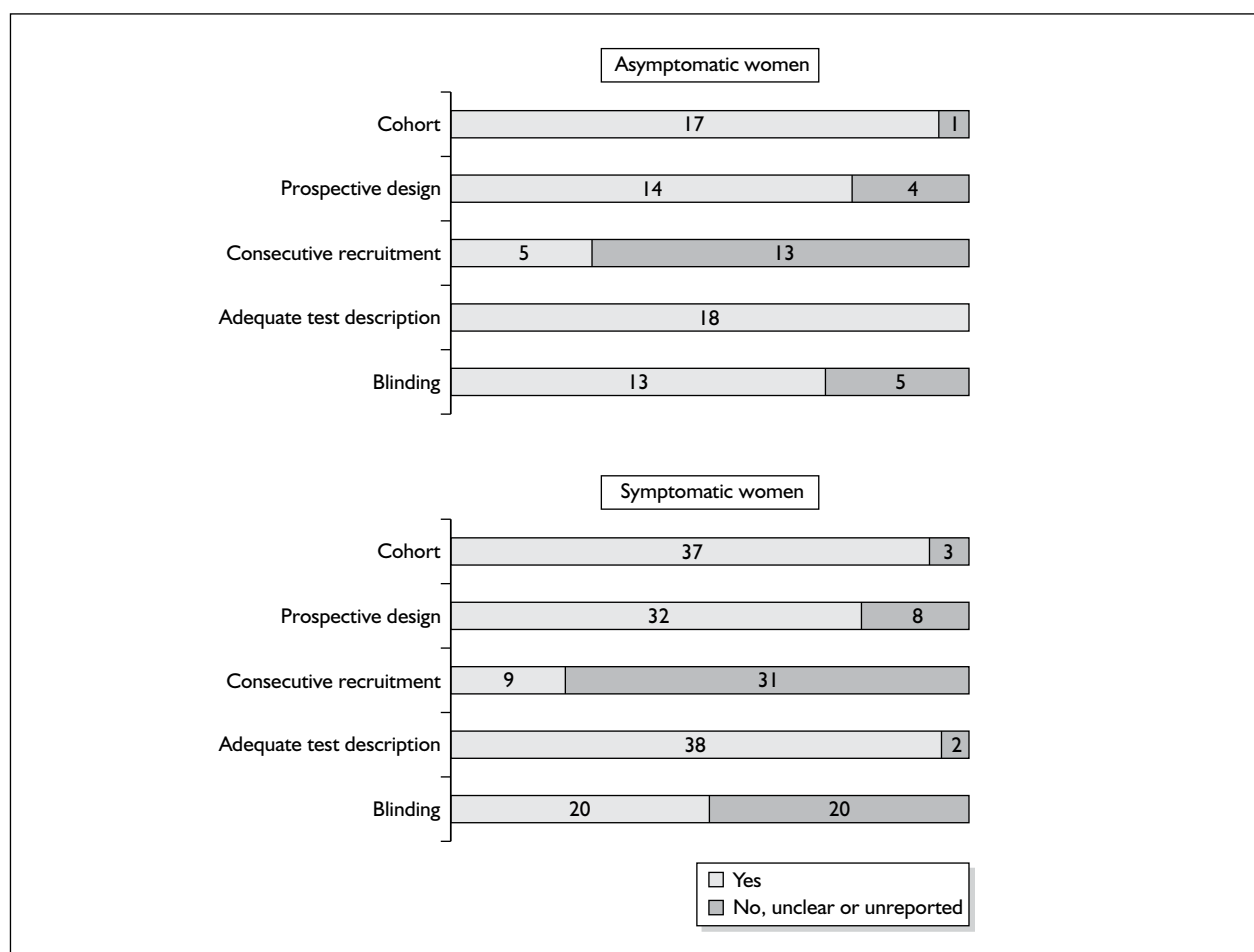 Asymptomatic women
Cohort 17 1
Prospective design 14 4
Consecutive recruitment 5 13
Adequate test description 18
Blinding 13 5
Symptomatic women
Cohort 37 3
Prospective design 32 8
Consecutive recruitment 9 31
Adequate test description 38 2
Blinding 20 20
Yes
No, unclear or unreported